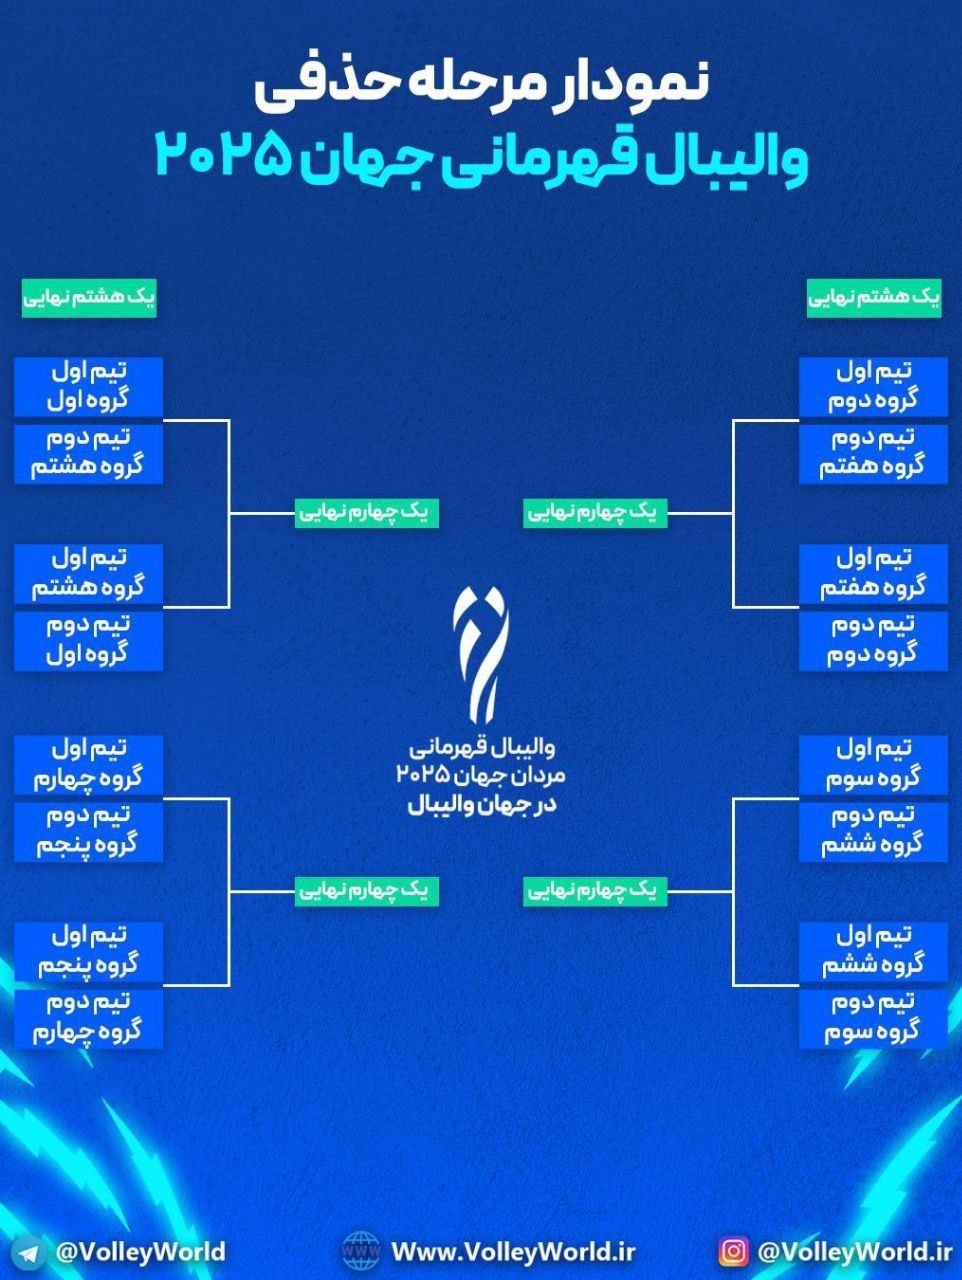 نمودار مرحله حذفی
والیبال قهرمانی جهان ۲۰۲۵
یک هشتم نهایی
تیم اول
گروه دوم
تیم دوم
گروه هفتم
تیم اول
گروه هفتم
تیم دوم
گروه دوم
تیم اول
گروه سوم
تیم دوم
گروه ششم
تیم اول
گروه ششم
تیم دوم
گروه سوم
یک چهارم نهایی
یک چهارم نهایی
والیبال قهرمانی
مردان جهان ۲۰۲۵
در جهان والیبال
یک چهارم نهایی
یک چهارم نهایی
یک هشتم نهایی
تیم اول
گروه اول
تیم دوم
گروه هشتم
تیم اول
گروه هشتم
تیم دوم
گروه اول
تیم اول
گروه چهارم
تیم دوم
گروه پنجم
تیم اول
گروه پنجم
تیم دوم
گروه چهارم
@VolleyWorld
WWW
Www.VolleyWorld.ir
@VolleyWorld.ir